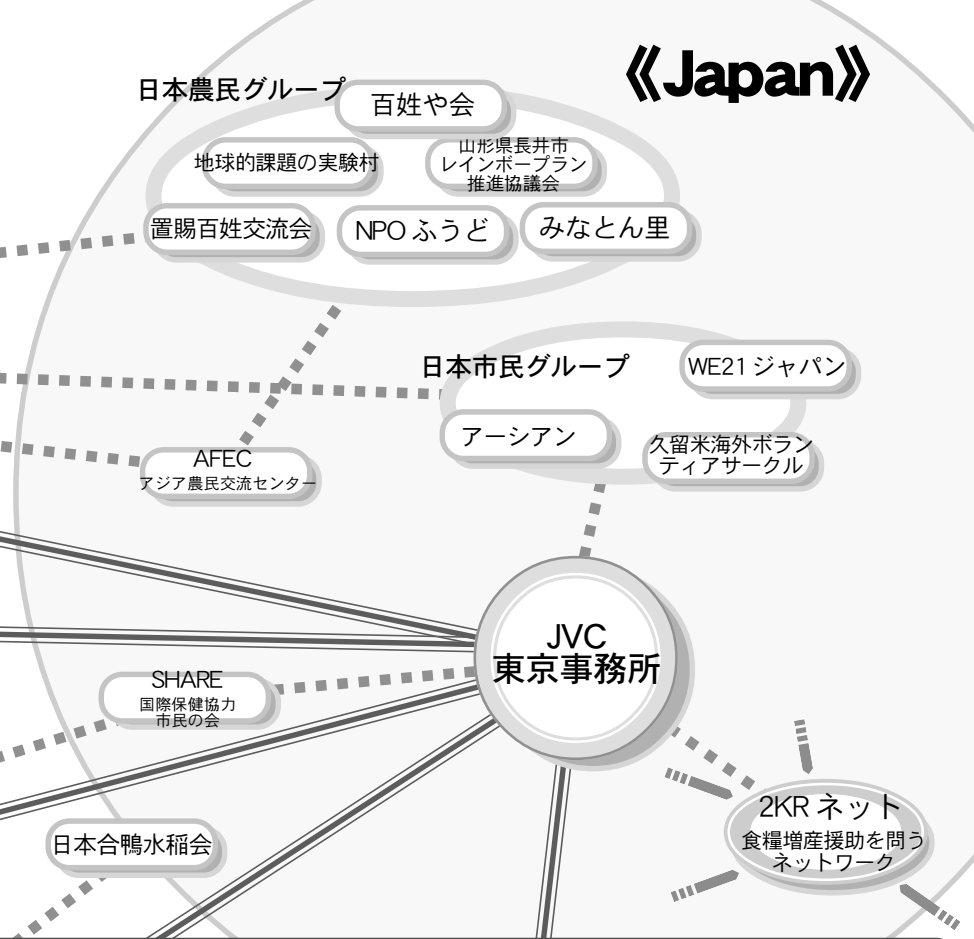 《Japan》
日本農民グループ
百姓や会
地球的課題の実験村
山形県長井市
レインボープラン
推進協議会
置賜百姓交流会
NPO ふうど
みなとん里
日本市民グループ
WE21 ジャパン
アーシアン
久留米海外ボラン
ティアサークル
AFEC
アジア農民交流センター
JVC
東京事務所
SHARE
国際保健協力
市民の会
2KR ネット
食糧増産援助を問う
ネットワーク
日本合鴨水稲会